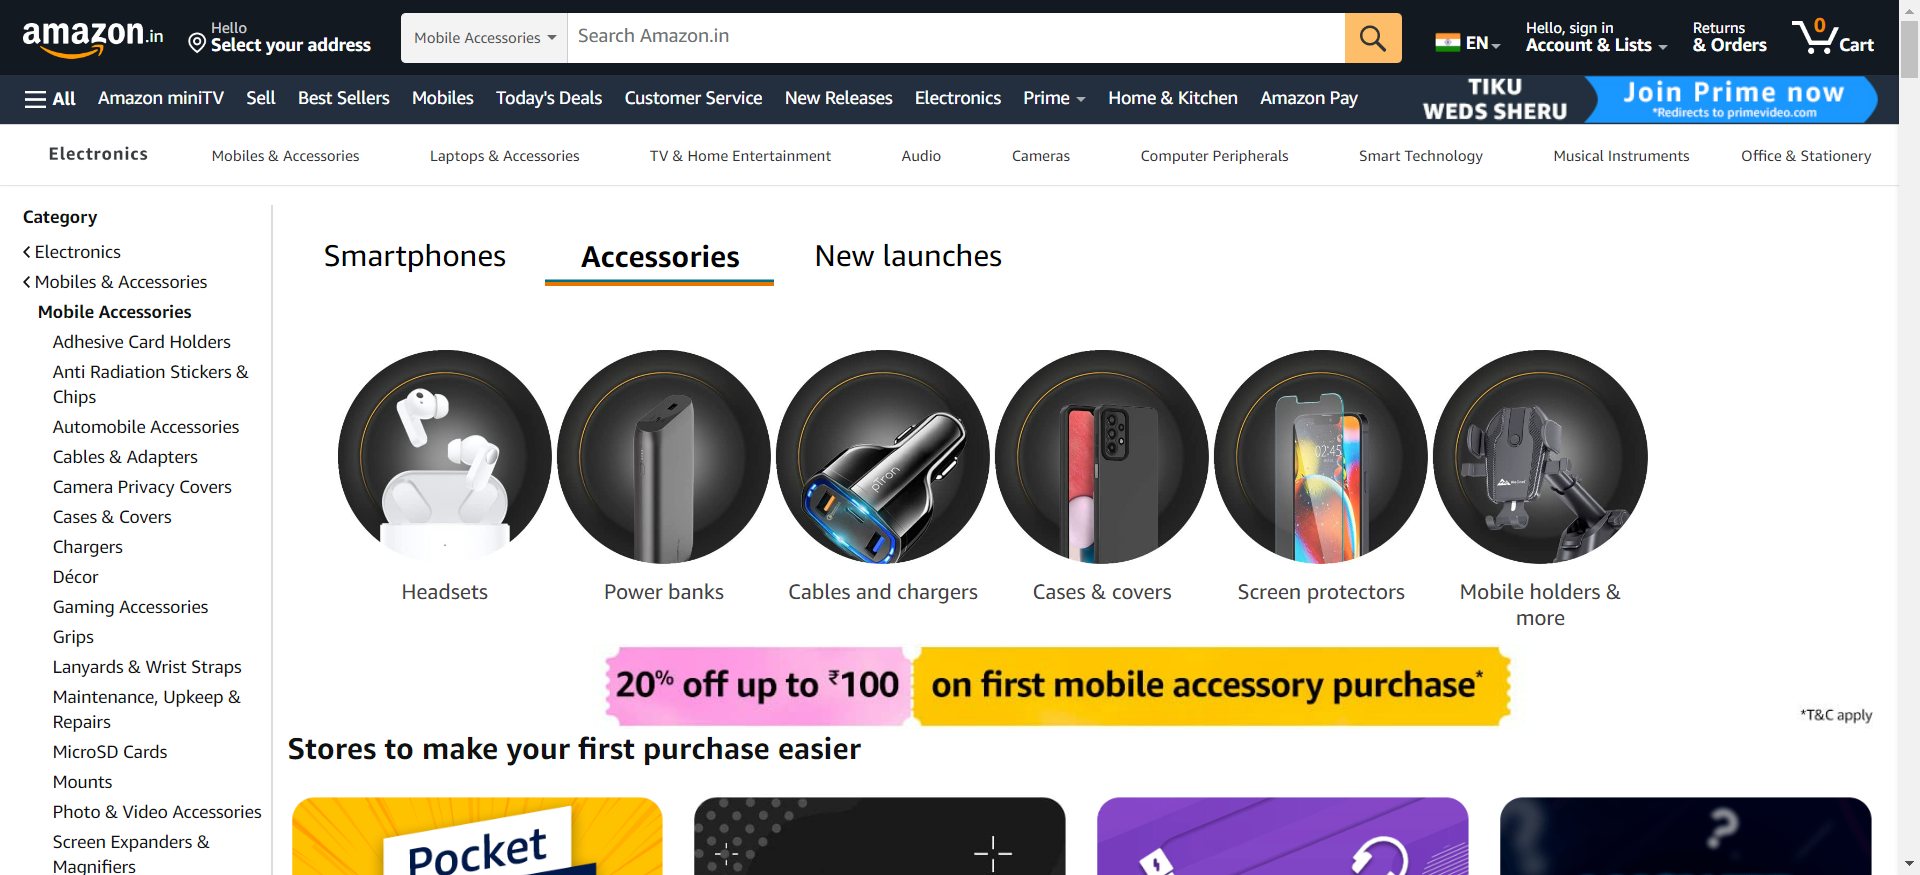 amazon.in
Hello
Select your address
Mobile Accessories
Search Amazon.in
EN
Hello, sign in
Account & Lists
Returns
& Orders
0
Cart
All
Amazon miniTV
Sell
Best Sellers
Mobiles
Today's Deals
Customer Service
New Releases
Electronics
Prime
Home & Kitchen
Amazon Pay
TIKU
WEDS SHERU
Join Prime now
*Redirects to primevideo.com
Electronics
Mobiles & Accessories
Laptops & Accessories
TV & Home Entertainment
Audio
Cameras
Computer Peripherals
Smart Technology
Musical Instruments
Office & Stationery
Category
Electronics
Mobiles & Accessories
Mobile Accessories
Adhesive Card Holders
Anti Radiation Stickers &
Chips
Automobile Accessories
Cables & Adapters
Camera Privacy Covers
Cases & Covers
Chargers
Décor
Gaming Accessories
Grips
Lanyards & Wrist Straps
Maintenance, Upkeep &
Repairs
MicroSD Cards
Mounts
Photo & Video Accessories
Screen Expanders &
Magnifiers
Smartphones
Accessories
New launches
pTron
02:45
Headsets
Power banks
Cables and chargers
Cases & covers
Screen protectors
Mobile holders &
more
20% off up to ₹100
on first mobile accessory purchase*
*T&C apply
Stores to make your first purchase easier
Pocket